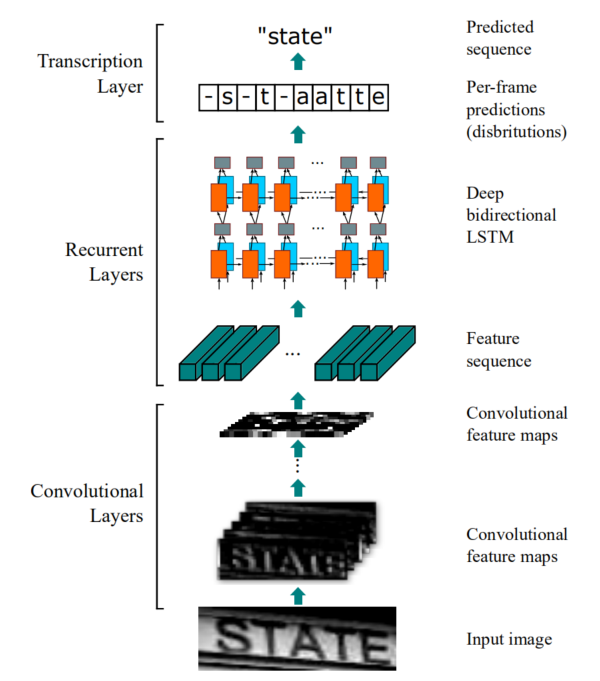 Transcription
Layer
"state"
Predicted
sequence
-s-t-aatte
Per-frame
predictions
(disbritutions)
Recurrent
Layers
Deep
bidirectional
LSTM
Feature
sequence
Convolutional
Layers
Convolutional
feature maps
STATE
Convolutional
feature maps
STATE
Input image